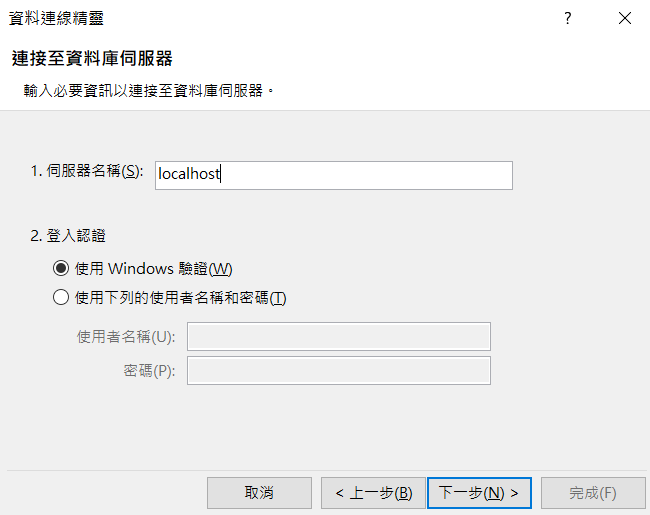 資料連線精靈 ?
連接至資料庫伺服器
輸入必要資訊以連接至資料庫伺服器。
1. 伺服器名稱(S): localhost
2. 登入認證
使用 Windows 驗證(W)
使用下列的使用者名稱和密碼(T)
使用者名稱(U):
密碼(P):
取消 < 上一步(B) 下一步(N) > 完成(F)